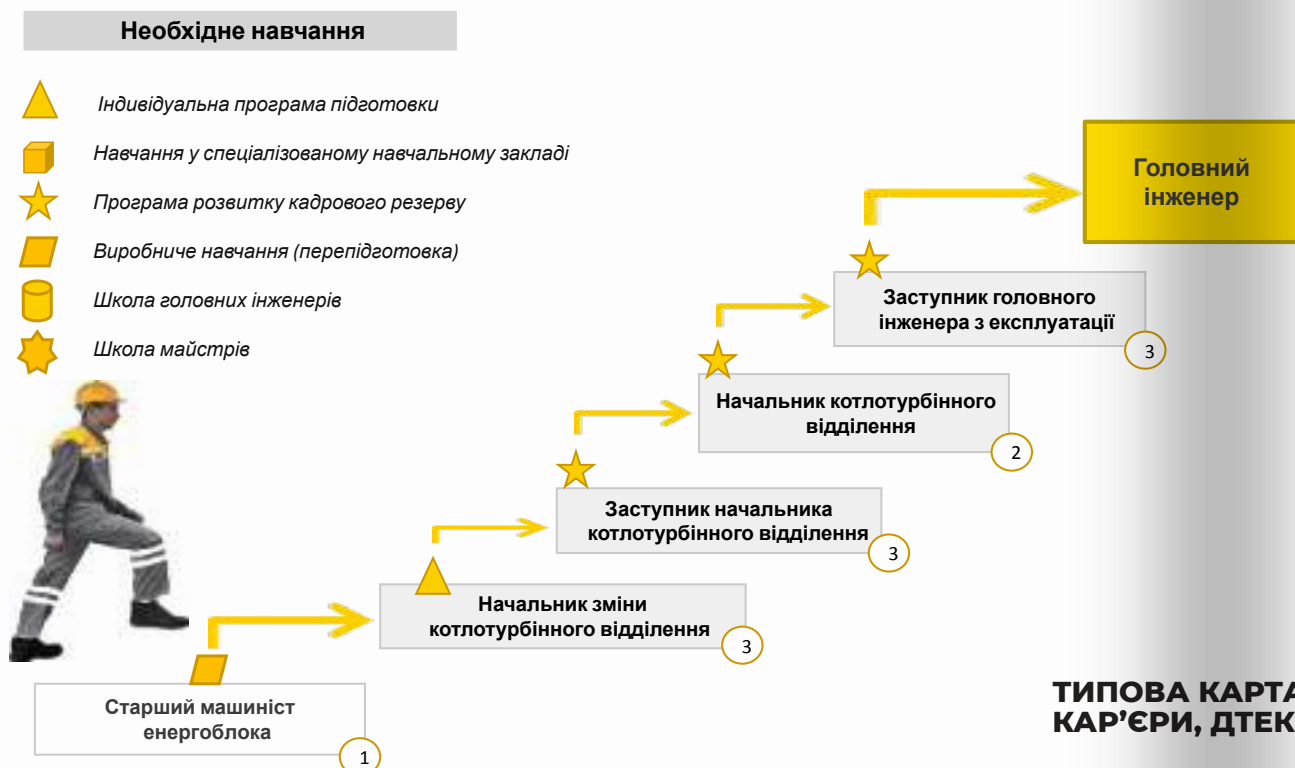 Необхідне навчання
Індивідуальна програма підготовки
Навчання у спеціалізованому навчальному закладі
Програма розвитку кадрового резерву
Виробниче навчання (перепідготовка)
Школа головних інженерів
Школа майстрів
Головний
інженер
Заступник головного
інженера з експлуатації
3
Начальник котлотурбінного
відділення
2
Заступник начальника
котлотурбінного відділення
3
Начальник зміни
котлотурбінного відділення
3
Старший машиніст
енергоблока
1
ТИПОВА КАРТА
КАР’ЄРИ, ДТЕК